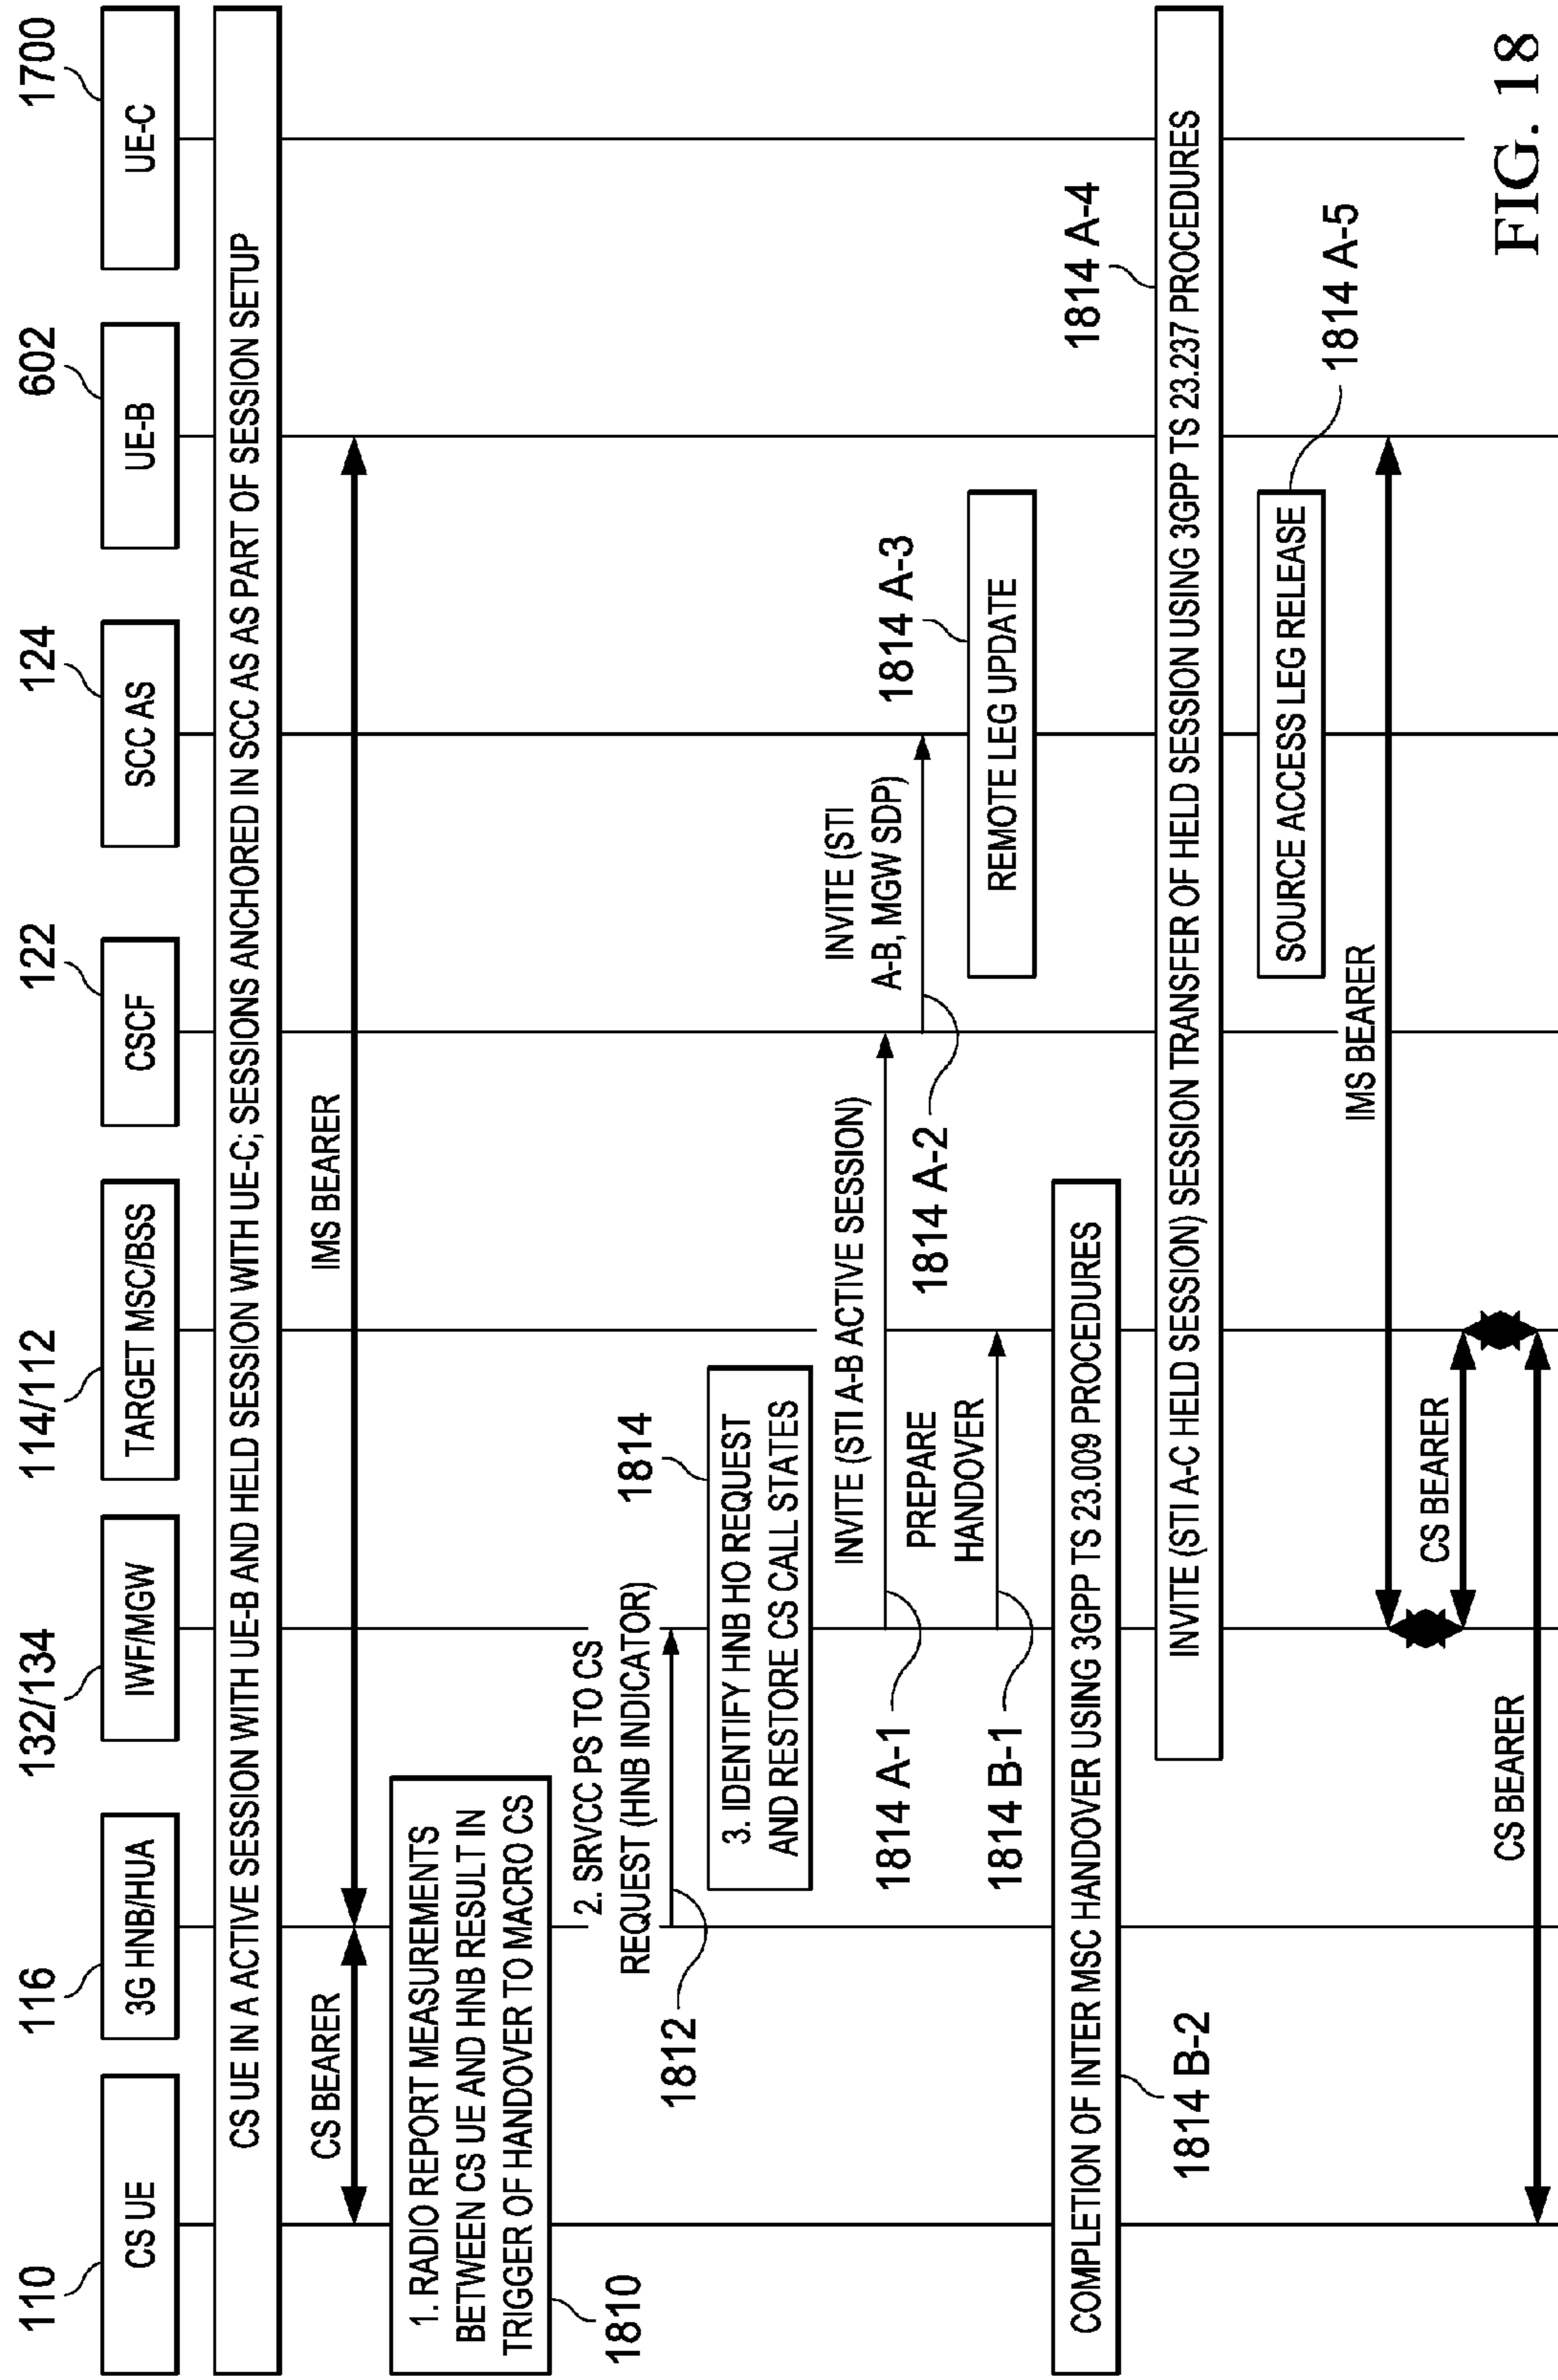 110
116
132/134
114/112
122
124
602
1700
CS UE
3G HNB/HUA
IWF/MGW
TARGET MSC/BSS
CSCF
SCC AS
UE-B
UE-C
CS UE IN A ACTIVE SESSION WITH UE-B AND HELD SESSION WITH UE-C; SESSIONS ANCHORED IN SCC AS AS PART OF SESSION SETUP
CS BEARER
IMS BEARER
1. RADIO REPORT MEASUREMENTS
BETWEEN CS UE AND HNB RESULT IN
TRIGGER OF HANDOVER TO MACRO CS
1810
2. SRVCC PS TO CS
REQUEST (HNB INDICATOR)
1812
1814
3. IDENTIFY HNB HO REQUEST
AND RESTORE CS CALL STATES
INVITE (STI A-B ACTIVE SESSION)
1814 A-1
INVITE (STI
A-B, MGW SDP)
1814 A-2
PREPARE
HANDOVER
1814 B-1
1814 A-3
REMOTE LEG UPDATE
COMPLETION OF INTER MSC HANDOVER USING 3GPP TS 23.009 PROCEDURES
1814 B-2
1814 A-4
INVITE (STI A-C HELD SESSION) SESSION TRANSFER OF HELD SESSION USING 3GPP TS 23.237 PROCEDURES
SOURCE ACCESS LEG RELEASE
1814 A-5
IMS BEARER
CS BEARER
CS BEARER
FIG. 18